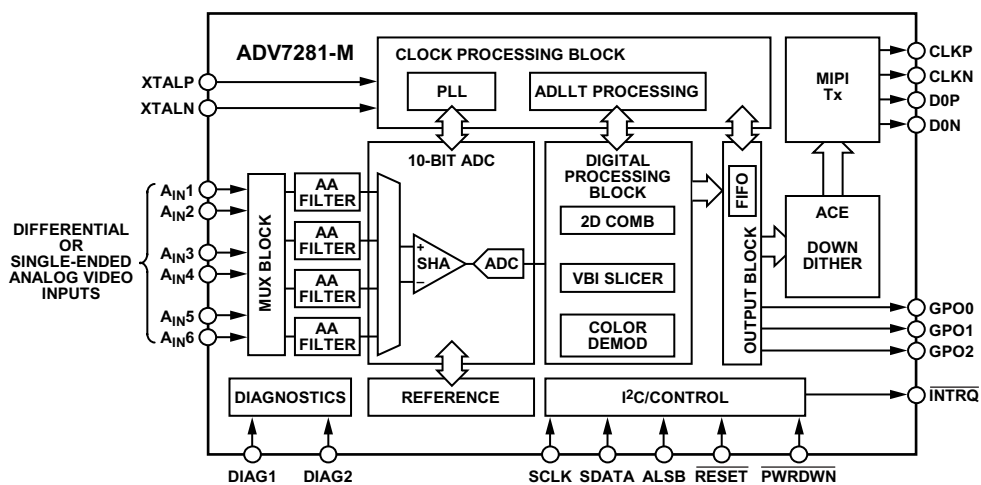 ADV7281-M
CLOCK PROCESSING BLOCK
PLL
ADLLT PROCESSING
XTALP
XTALN
MIPI
Tx
CLKP
CLKN
D0P
D0N
10-BIT ADC
DIGITAL
PROCESSING
BLOCK
FIFO
OUTPUT BLOCK
ACE
DOWN
DITHER
DIFFERENTIAL
OR
SINGLE-ENDED
ANALOG VIDEO
INPUTS
AIN1
AIN2
AIN3
AIN4
AIN5
AIN6
MUX BLOCK
AA
FILTER
AA
FILTER
AA
FILTER
AA
FILTER
+
SHA
–
ADC
2D COMB
VBI SLICER
COLOR
DEMOD
GPO0
GPO1
GPO2
DIAGNOSTICS
REFERENCE
I2C/CONTROL
INTRQ
DIAG1
DIAG2
SCLK
SDATA
ALSB
RESET
PWRDWN